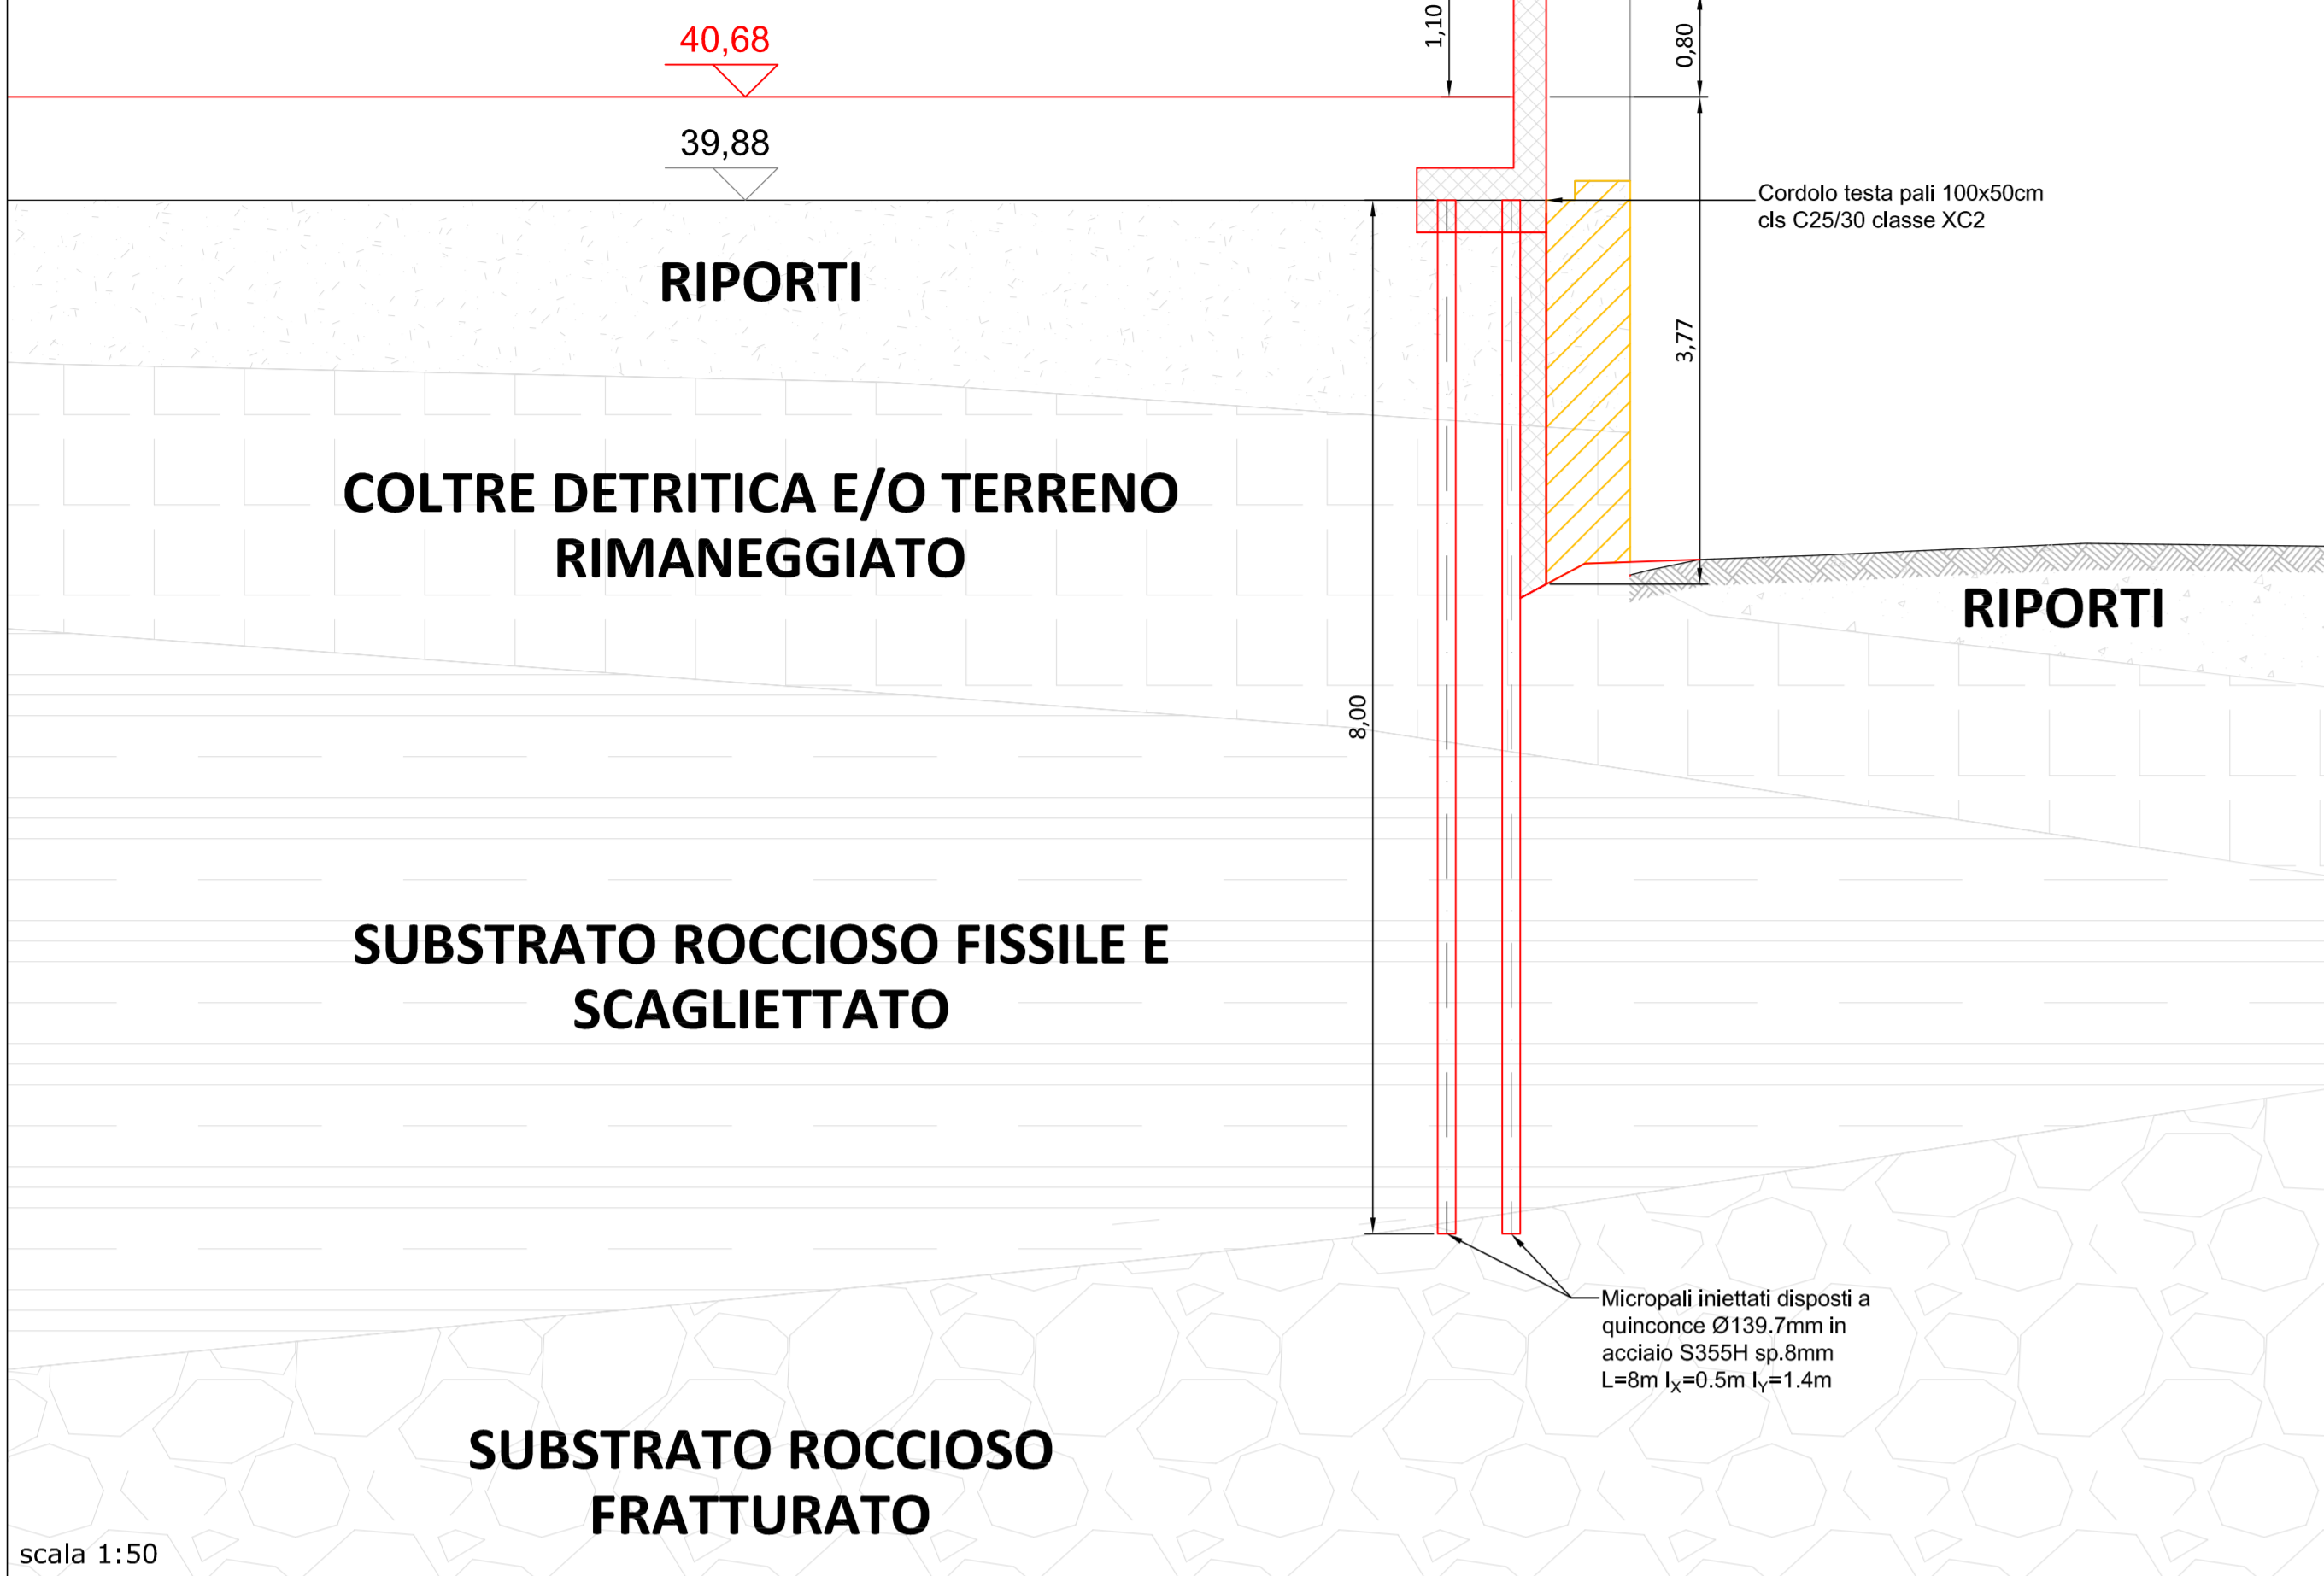 1,10
0,80
40,68
39,88
Cordolo testa pali 100x50cm
cls C25/30 classe XC2
RIPORTI
3,77
COLTRE DETRITICA E/O TERRENO
RIMANEGGIATO
RIPORTI
8,00
SUBSTRATO ROCCIOSO FISSILE E
SCAGLIETTATO
Micropali iniettati disposti a
quinconce Ø139.7mm in
acciaio S355H sp.8mm
L=8m IX=0.5m IY=1.4m
SUBSTRATO ROCCIOSO
FRATTURATO
scala 1:50